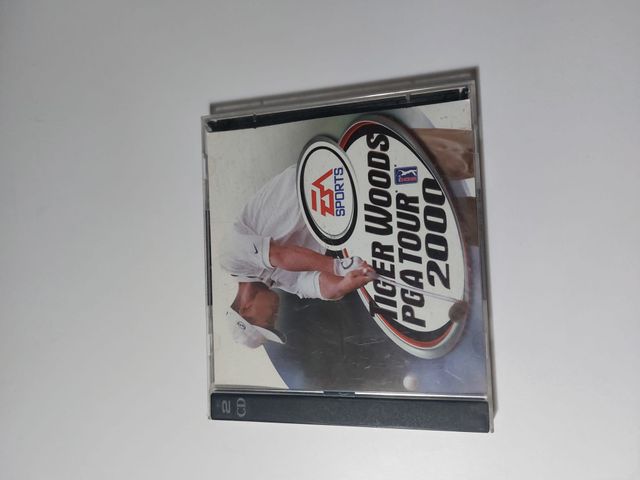 EA
SPORTS
TIGER WOODS
PGA TOUR
2000
2 CD